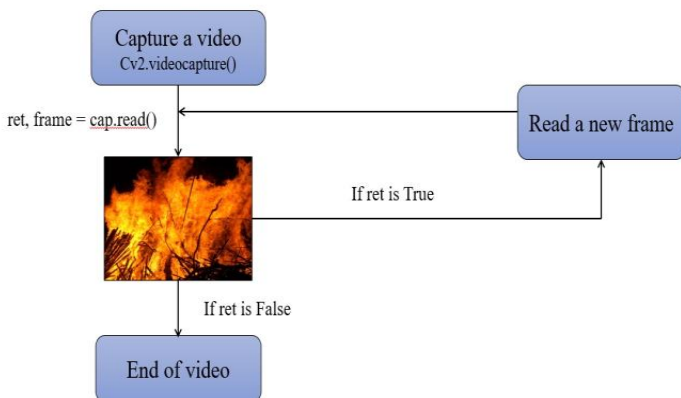 Capture a video
Cv2.videocapture()
ret, frame = cap.read()
Read a new frame
If ret is True
If ret is False
End of video